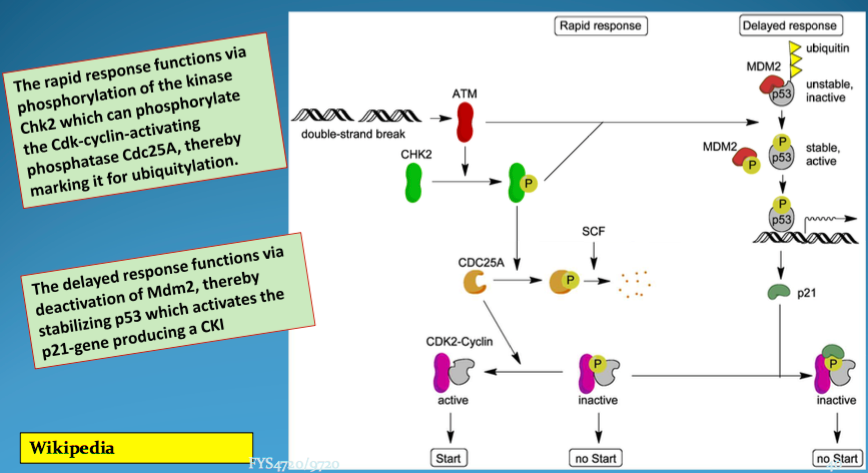 The rapid response functions via
phosphorylation of the kinase
Chk2 which can phosphorylate
the Cdk-cyclin-activating
phosphatase Cdc25A, thereby
marking it for ubiquitylation.
The delayed response functions via
deactivation of Mdm2, thereby
stabilizing p53 which activates the
p21-gene producing a CKI
Wikipedia
FYS4720/9720
Rapid response
Delayed response
ubiquitin
MDM2
p53
unstable,
inactive
ATM
double-strand break
CHK2
P
MDM2
P
P
p53
stable,
active
P
p53
SCF
CDC25A
P
p21
CDK2-Cyclin
active
P
inactive
P
inactive
Start
no Start
no Start